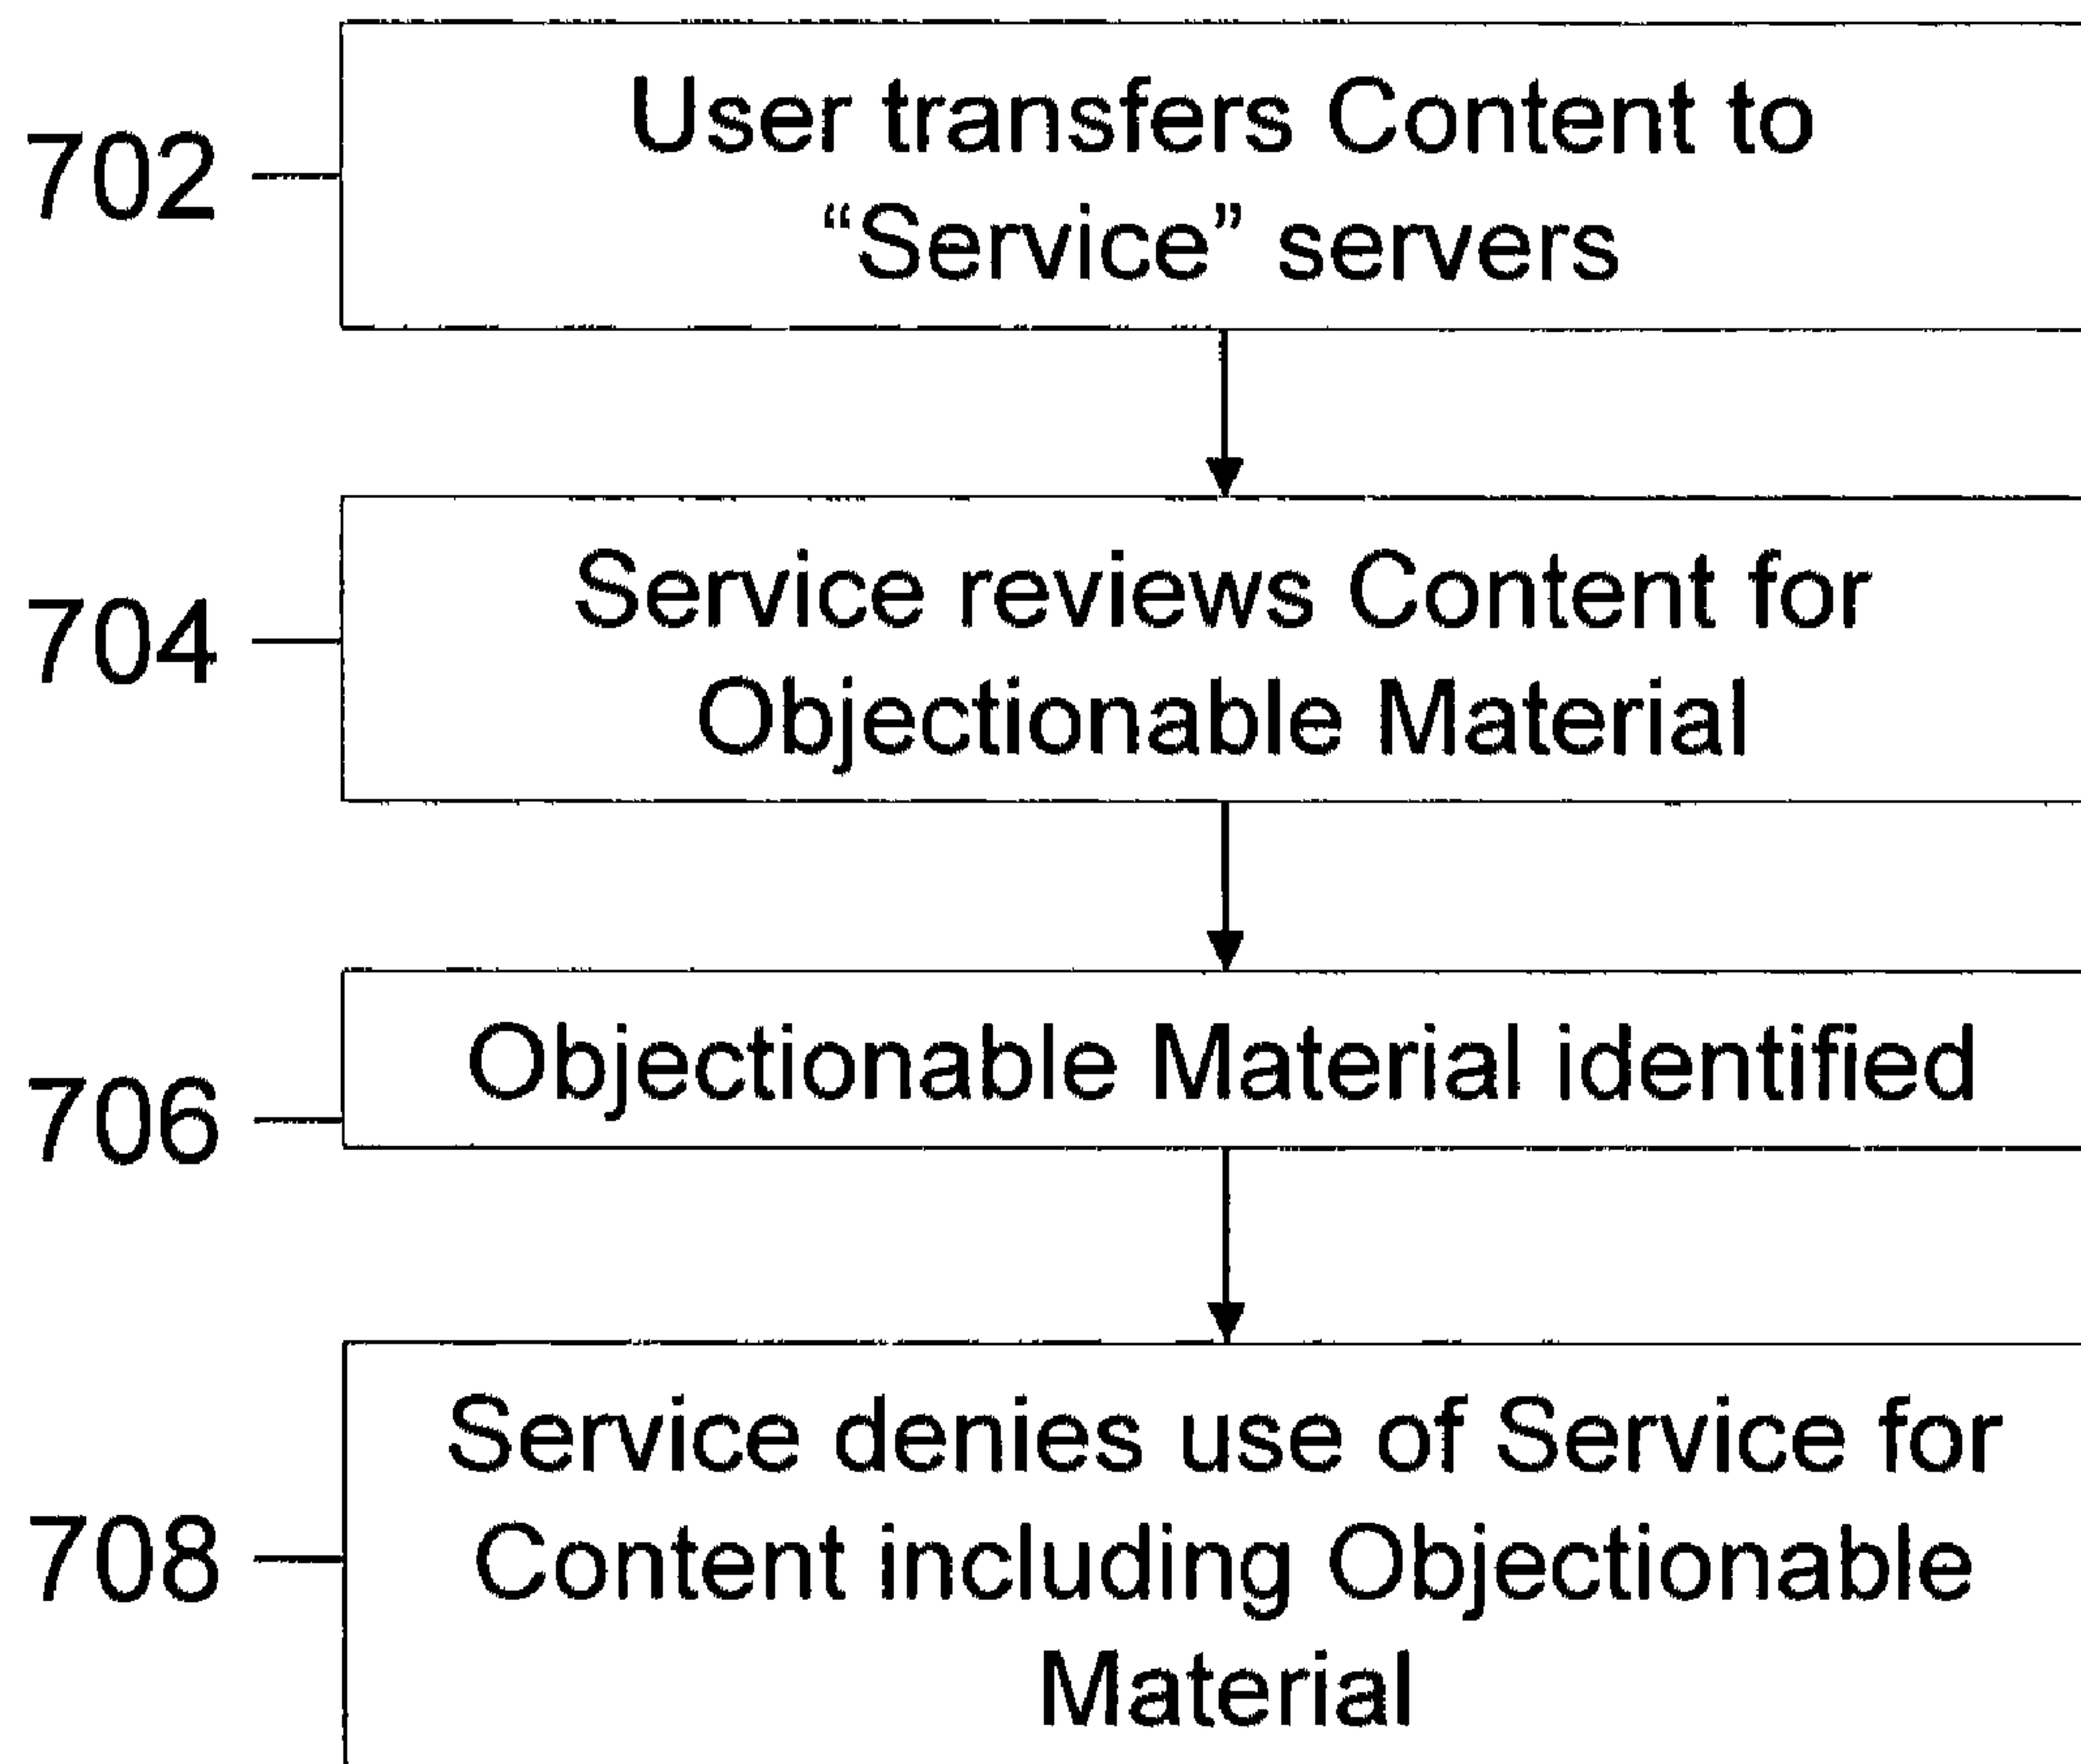 702
User transfers Content to
“Service” servers
704
Service reviews Content for
Objectionable Material
706
Objectionable Material identified
708
Service denies use of Service for
Content including Objectionable
Material